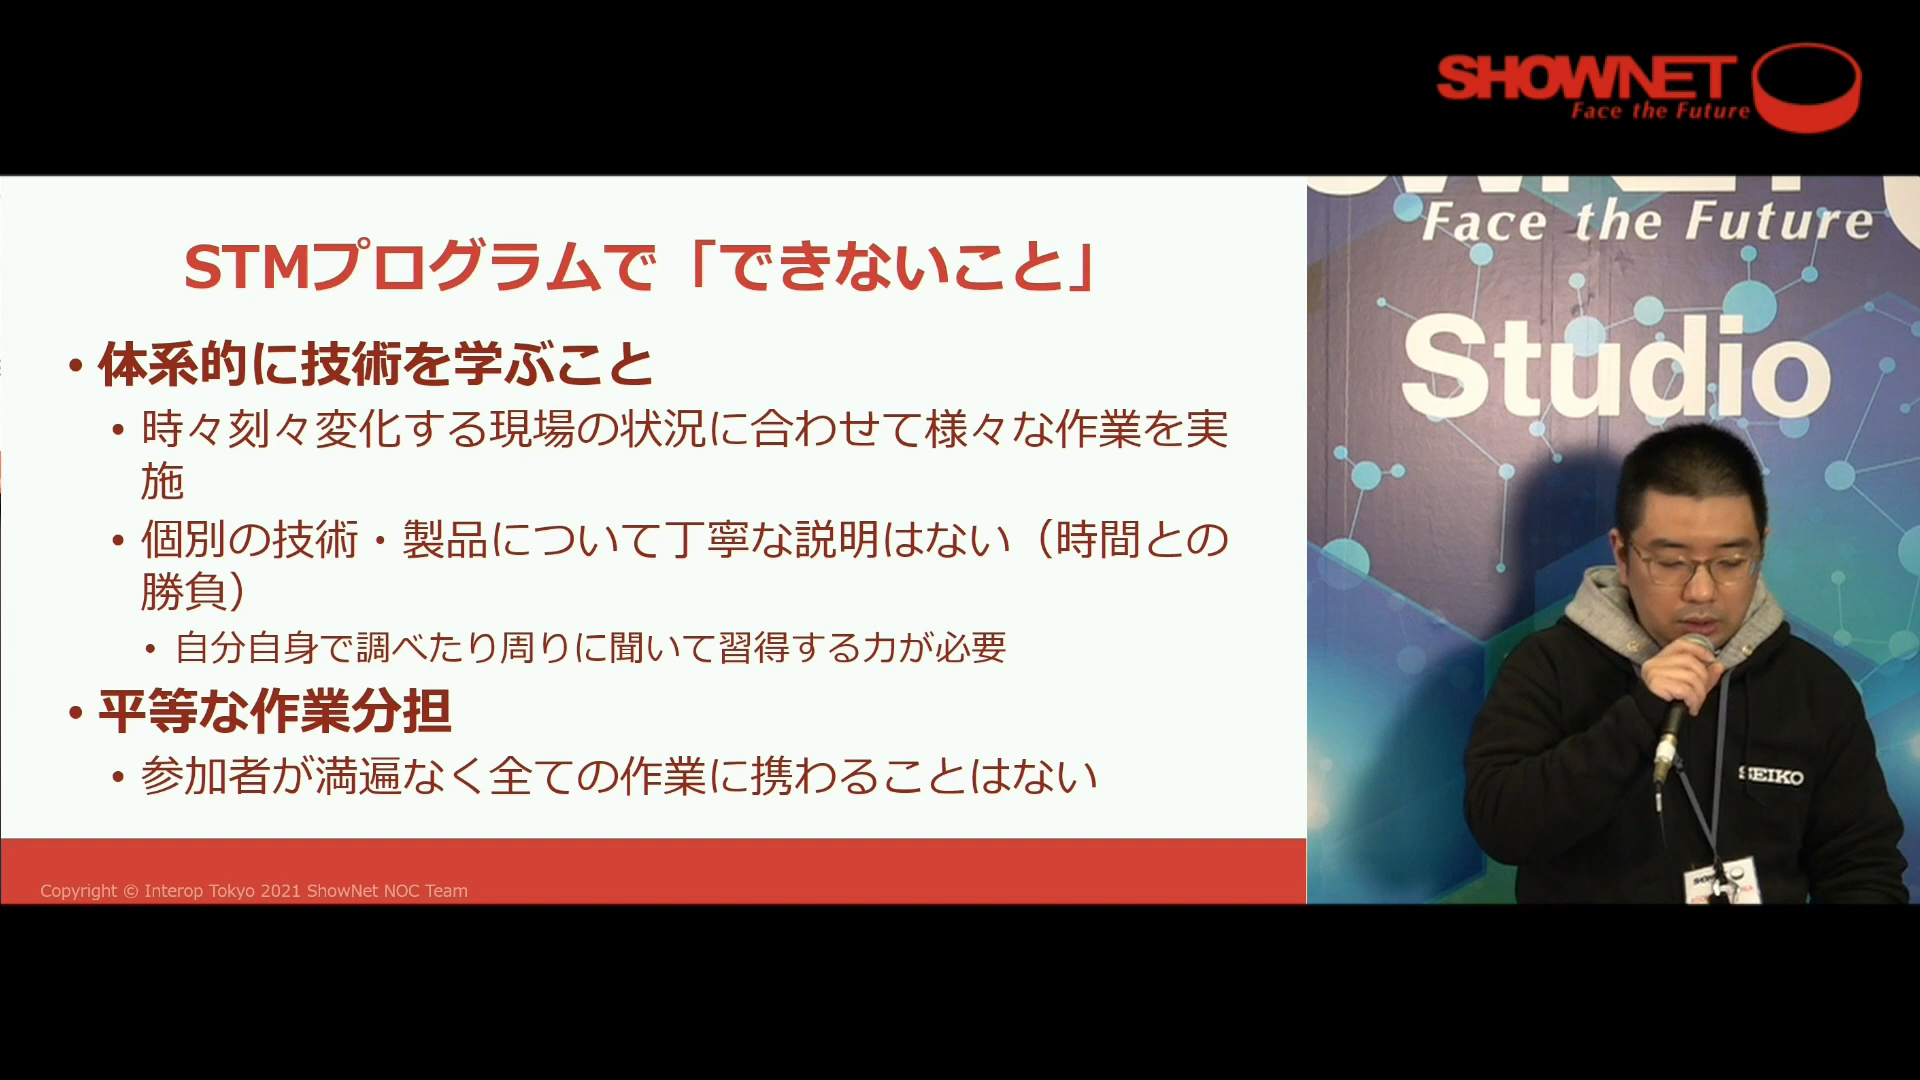 SHOWNET
Face the Future
STMプログラムで「できないこと」
• 体系的に技術を学ぶこと
• 時々刻々変化する現場の状況に合わせて様々な作業を実
施
• 個別の技術・製品について丁寧な説明はない（時間との
勝負）
• 自分自身で調べたり周りに聞いて習得する力が必要
• 平等な作業分担
• 参加者が満遍なく全ての作業に携わることはない
Copyright © Interop Tokyo 2021 ShowNet NOC Team
Face the Future
Studio
SEIKO